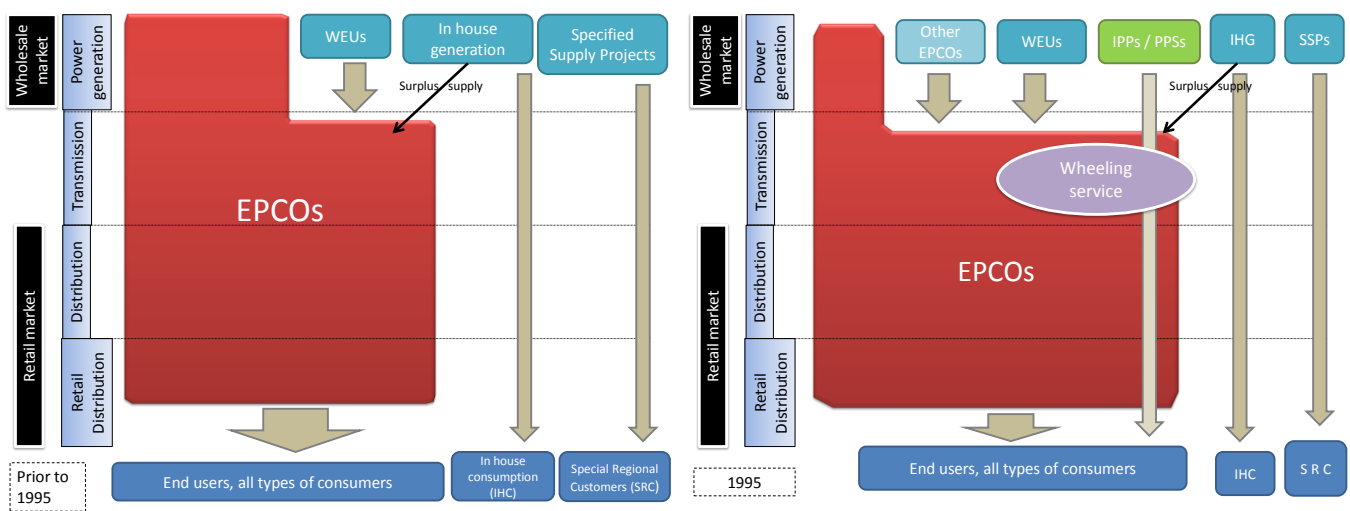 Wholesale
market
Power
generation
Transmission
Retail market
Distribution
Retail
Distribution
WEUs
In house
generation
Specified
Supply Projects
Surplus supply
EPCOs
End users, all types of consumers
In house
consumption
(IHC)
Special Regional
Customers (SRC)
Prior to
1995
Wholesale
market
Power
generation
Transmission
Retail market
Distribution
Retail
Distribution
Other
EPCOs
WEUs
IPPs / PPSs
IHG
SSPs
Surplus supply
Wheeling
service
EPCOs
End users, all types of consumers
IHC
S R C
1995